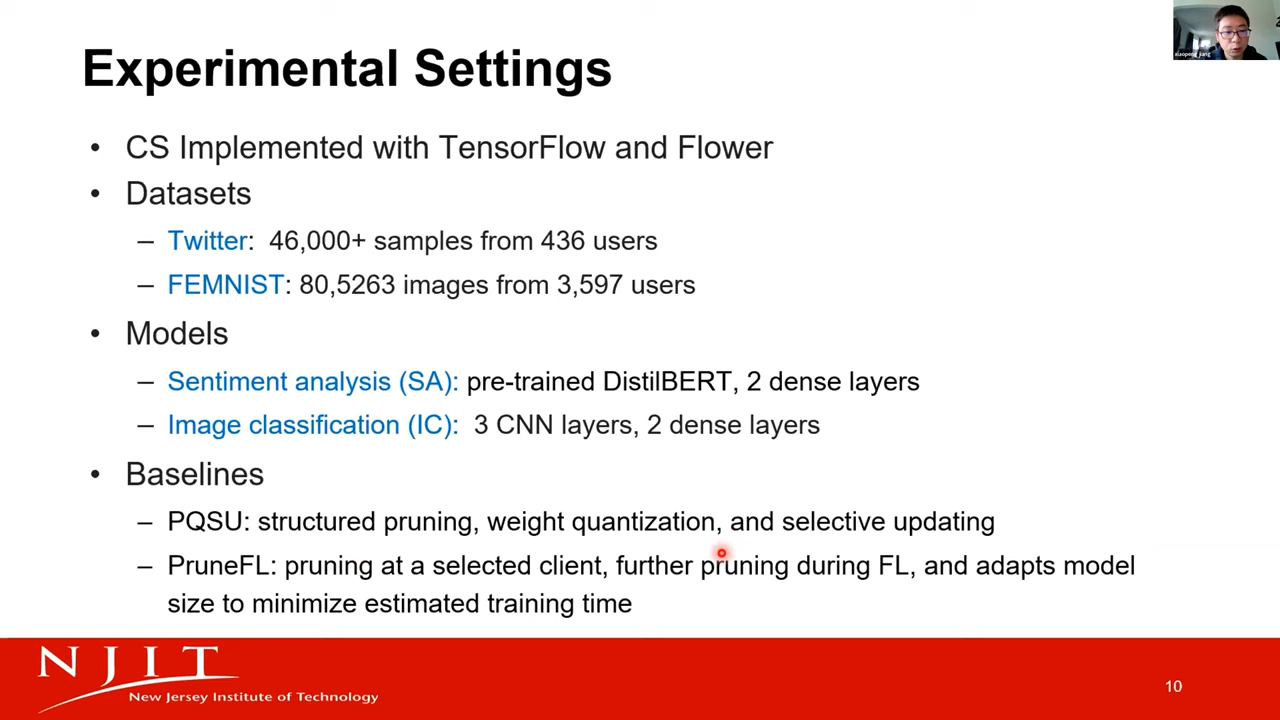 Experimental Settings
• CS Implemented with TensorFlow and Flower
• Datasets
– Twitter: 46,000+ samples from 436 users
– FEMNIST: 80,5263 images from 3,597 users
• Models
– Sentiment analysis (SA): pre-trained DistilBERT, 2 dense layers
– Image classification (IC): 3 CNN layers, 2 dense layers
• Baselines
– PQSU: structured pruning, weight quantization, and selective updating
– PruneFL: pruning at a selected client, further pruning during FL, and adapts model
size to minimize estimated training time
NJIT
New Jersey Institute of Technology
10
xiaopeng jiang